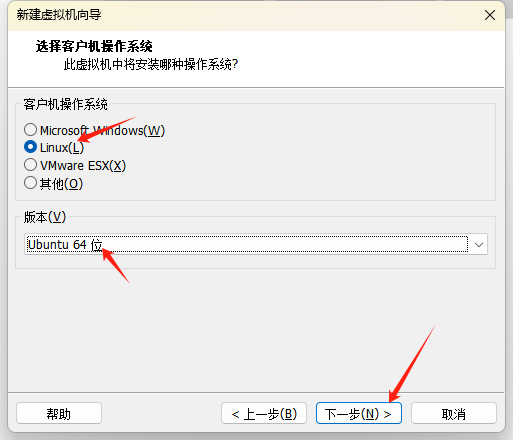 新建虚拟机向导
选择客户机操作系统
此虚拟机中将安装哪种操作系统?
客户机操作系统
Microsoft Windows(W)
Linux(L)
VMware ESX(X)
其他(O)
版本(V)
Ubuntu 64 位
帮助
< 上一步(B)
下一步(N) >
取消